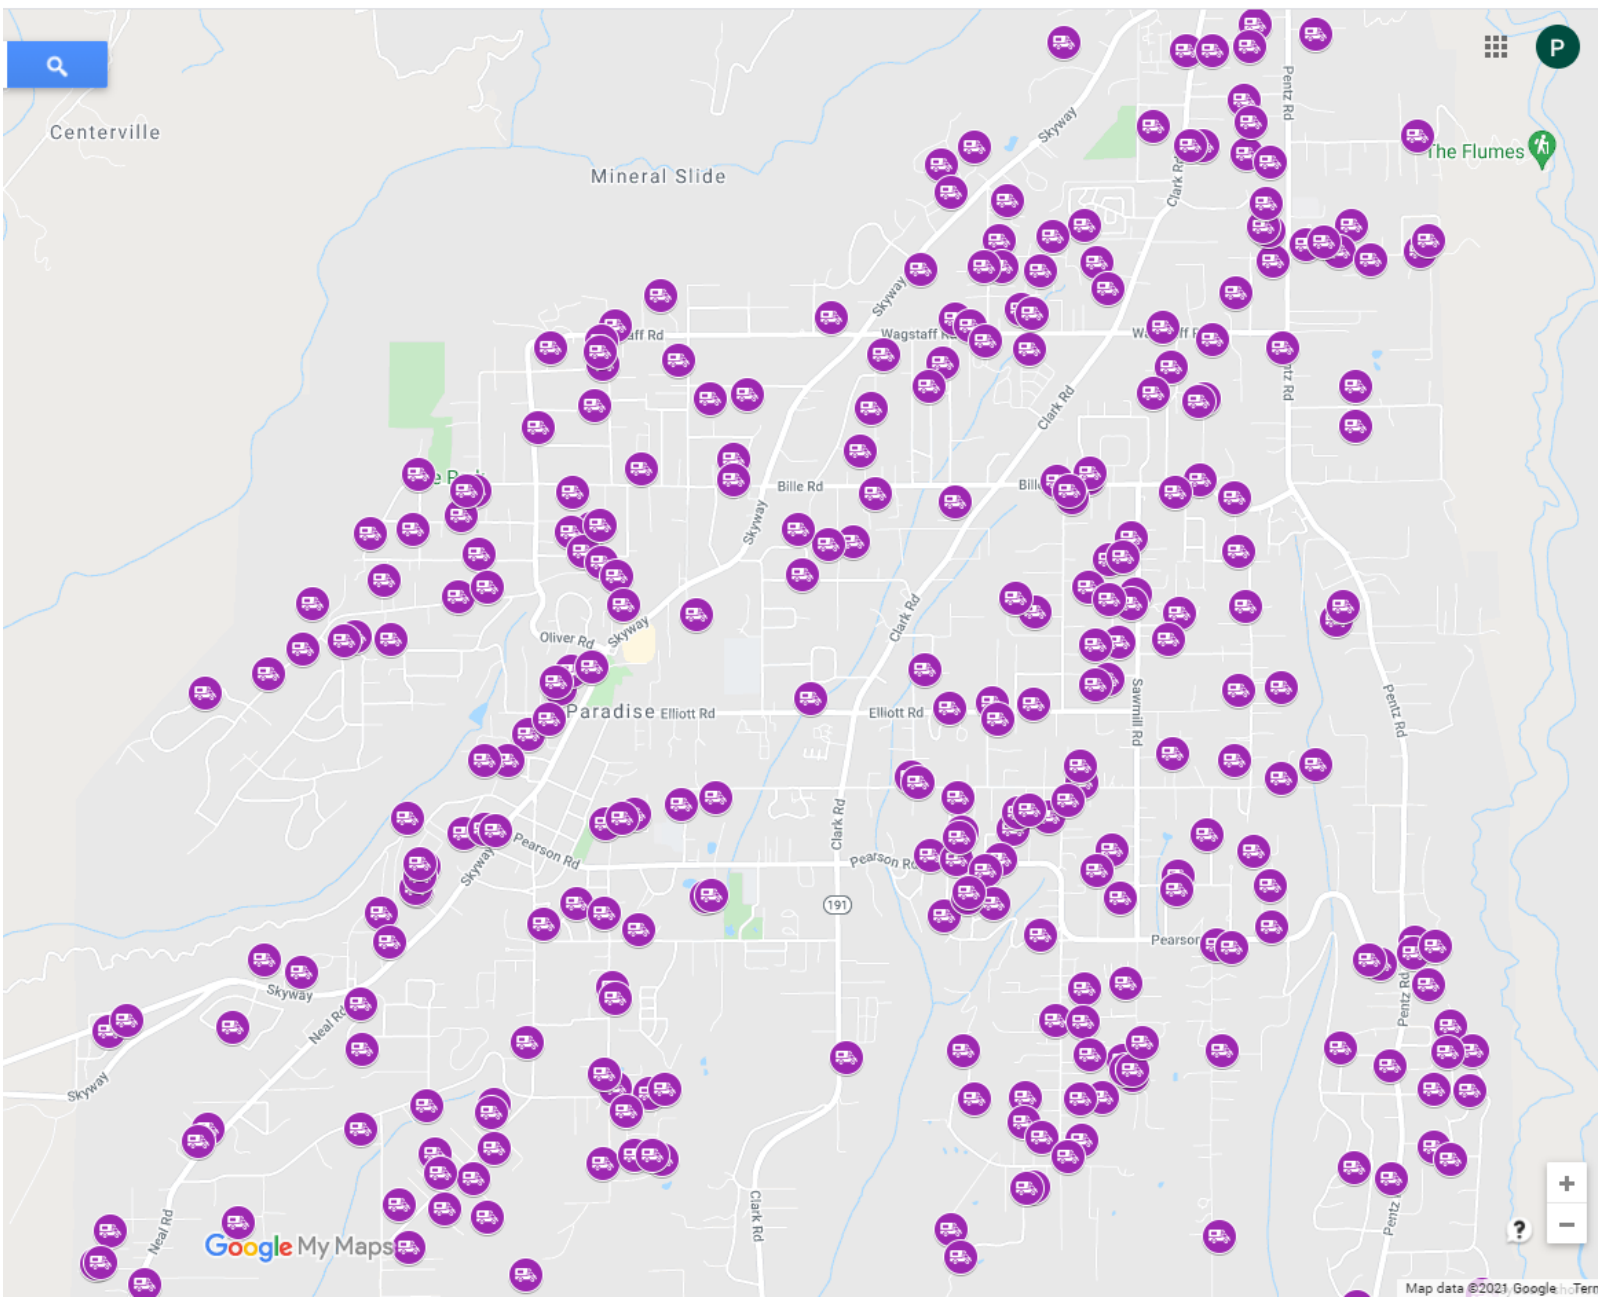 P
Centerville
Mineral Slide
Skyway
Pentz Rd
The Flumes
Clark Rd
Skyway
aff Rd
Wagstaff R
Clark Rd
Bille Rd
Skyway
Clark Rd
Oliver Rd
Skyway
Paradise
Elliott Rd
Elliott Rd
Sawmill Rd
Pentz Rd
Clark Rd
Pearson Rd
Pearson R
Skyway
191
Pearson
Skyway
Neal Rd
Pentz Rd
Skyway
Clark Rd
Pentz
Neal Rd
Google My Maps
+
−
?
Map data ©2021 Google
Term